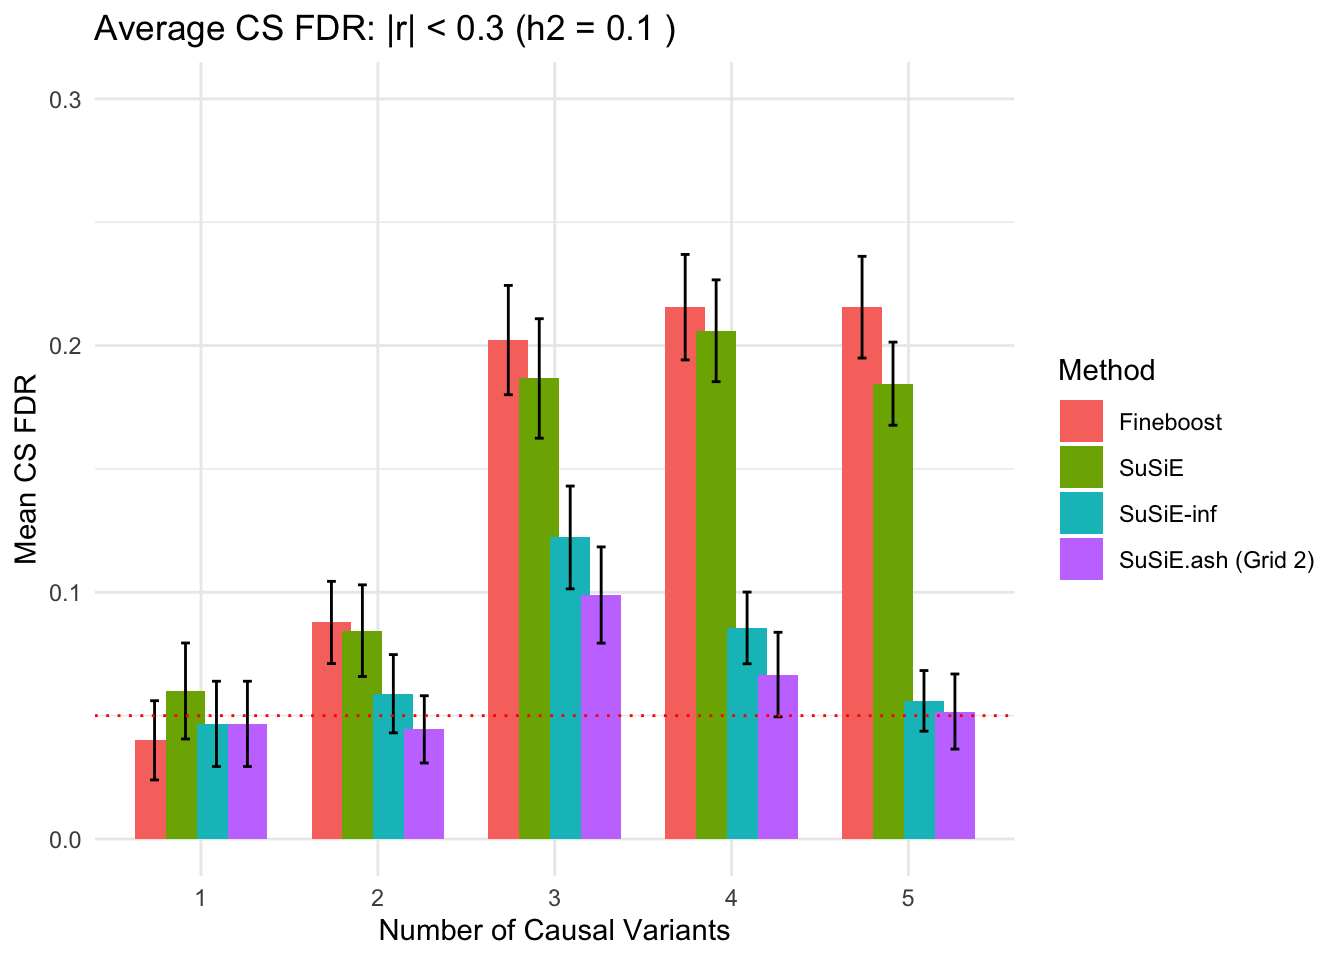 Average CS FDR: |r| < 0.3 (h2 = 0.1 )
0.3
0.2
0.1
0.0
Mean CS FDR
1 2 3 4 5
Number of Causal Variants
Method
Fineboost
SuSiE
SuSiE-inf
SuSiE.ash (Grid 2)